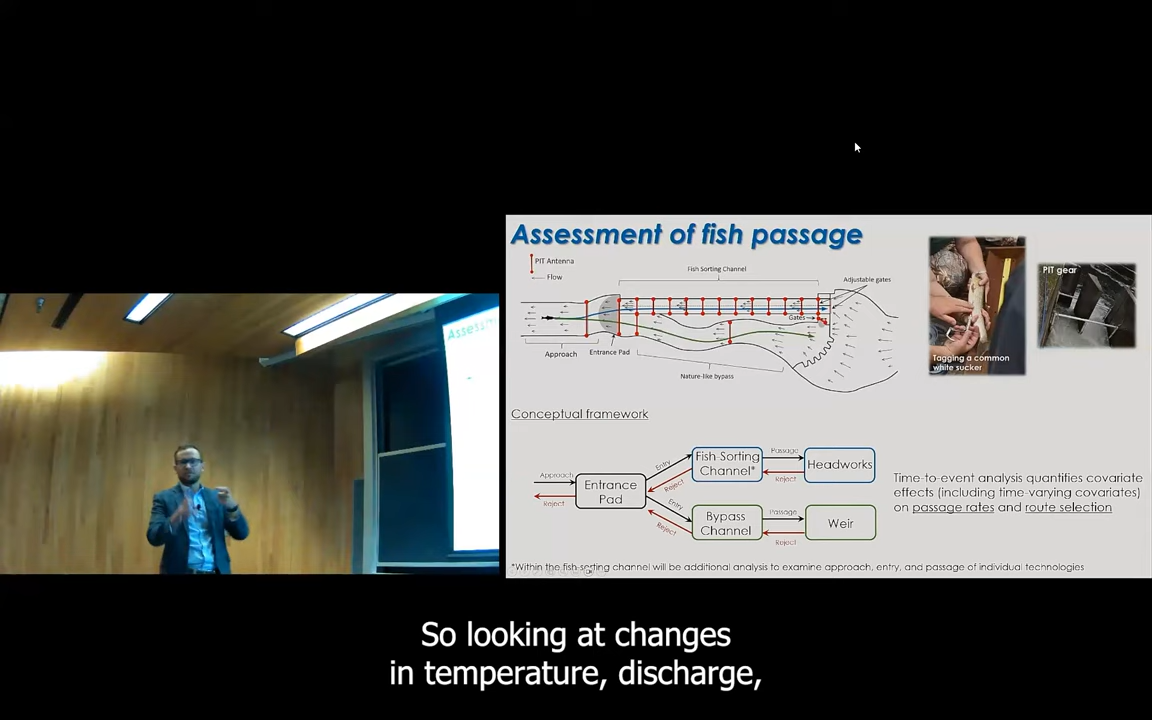 Assessment of fish passage
PIT Antenna
Flow
Fish Sorting Channel
Adjustable gates
Gates
Approach
Entrance Pad
Nature-like bypass
Tagging a common
white sucker
PIT gear
Conceptual framework
Approach
Reject
Entrance
Pad
Entry
Reject
Fish-Sorting
Channel*
Passage
Reject
Headworks
Entry
Reject
Bypass
Channel
Passage
Reject
Weir
Time-to-event analysis quantifies covariate
effects (including time-varying covariates)
on passage rates and route selection
*Within the fish-sorting channel will be additional analysis to examine approach, entry, and passage of individual technologies
Assessm
So looking at changes
in temperature, discharge,